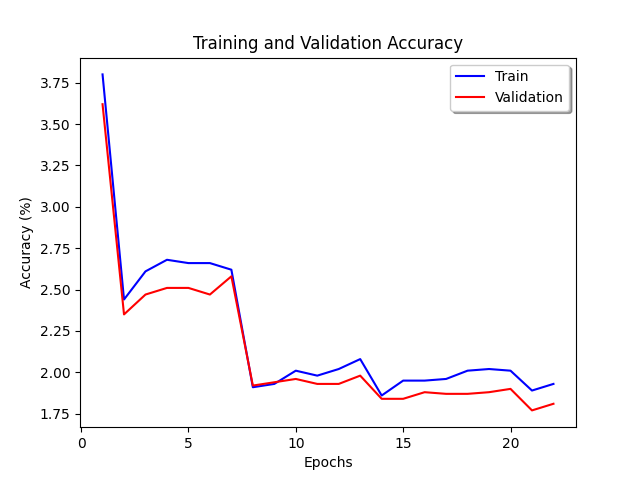 Training and Validation Accuracy
Train
Validation
Accuracy (%)
3.75
3.50
3.25
3.00
2.75
2.50
2.25
2.00
1.75
0 5 10 15 20
Epochs